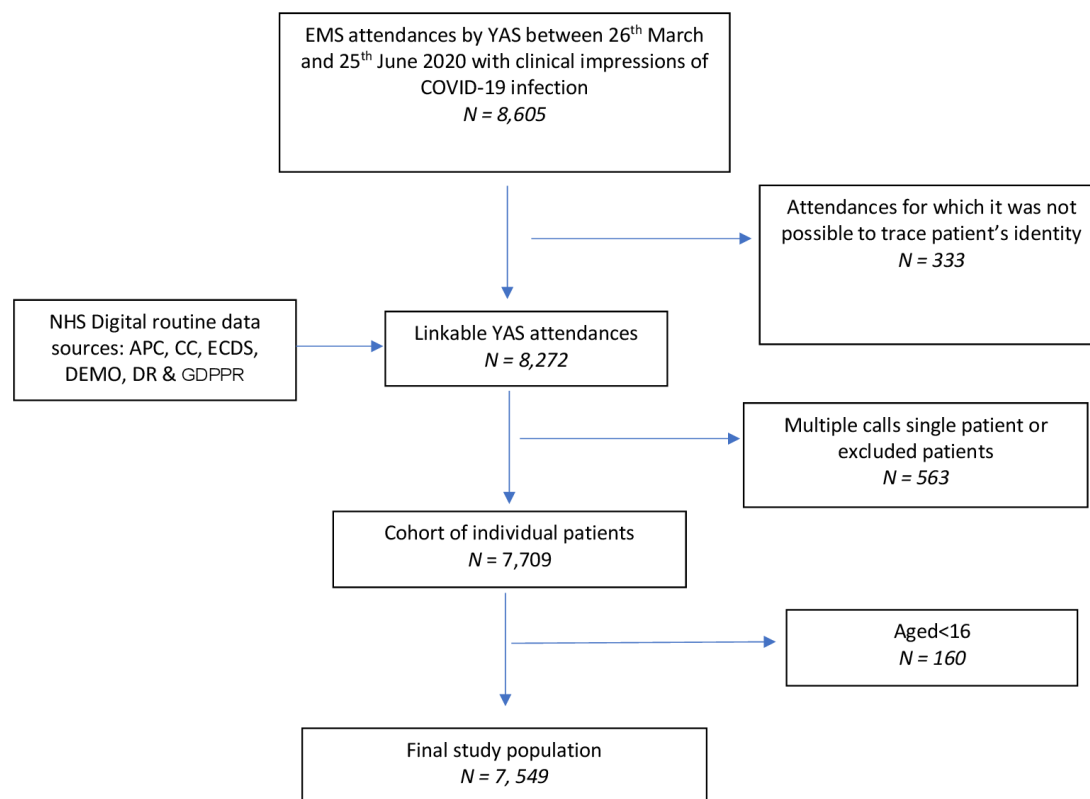 EMS attendances by YAS between 26th March
and 25th June 2020 with clinical impressions of
COVID-19 infection
N = 8,605
Attendances for which it was not
possible to trace patient’s identity
N = 333
NHS Digital routine data
sources: APC, CC, ECDS,
DEMO, DR & GDPPR
Linkable YAS attendances
N = 8,272
Multiple calls single patient or
excluded patients
N = 563
Cohort of individual patients
N = 7,709
Aged<16
N = 160
Final study population
N = 7, 549